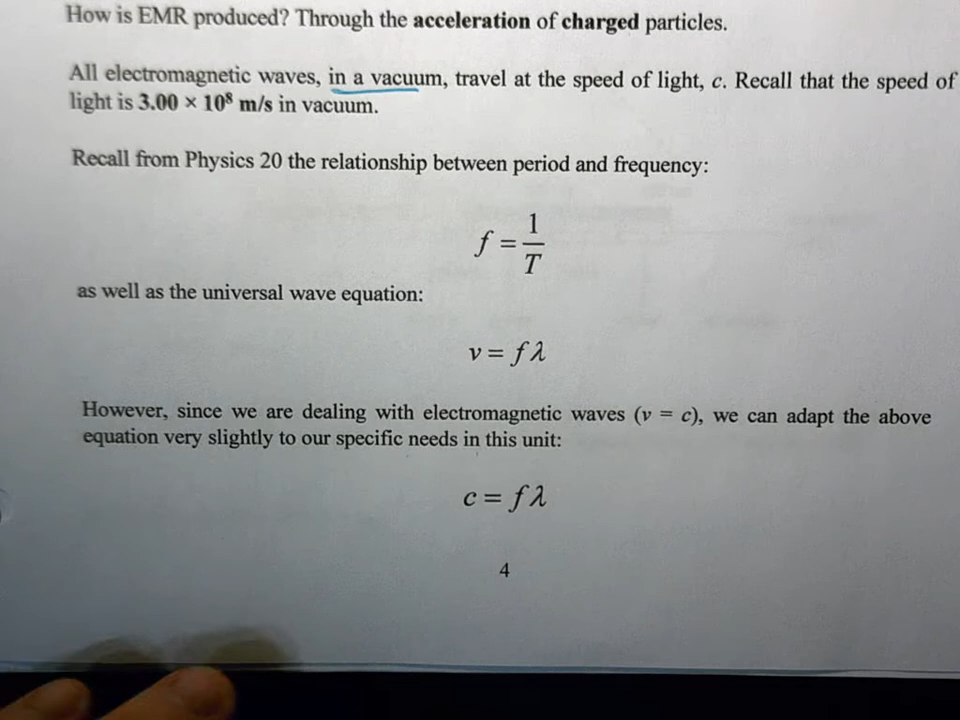 How is EMR produced? Through the acceleration of charged particles.
All electromagnetic waves, in a vacuum, travel at the speed of light, c. Recall that the speed of
light is 3.00 × 10⁸ m/s in vacuum.
Recall from Physics 20 the relationship between period and frequency:
f = 1/T
as well as the universal wave equation:
v = fλ
However, since we are dealing with electromagnetic waves (v = c), we can adapt the above
equation very slightly to our specific needs in this unit:
c = fλ
4